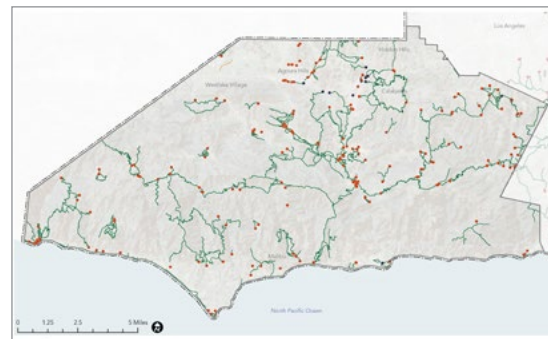 Los Angeles
Hidden Hills
Agoura Hills
Calabasas
Westlake Village
Malibu
North Pacific Ocean
0 1.25 2.5 5 Miles
N